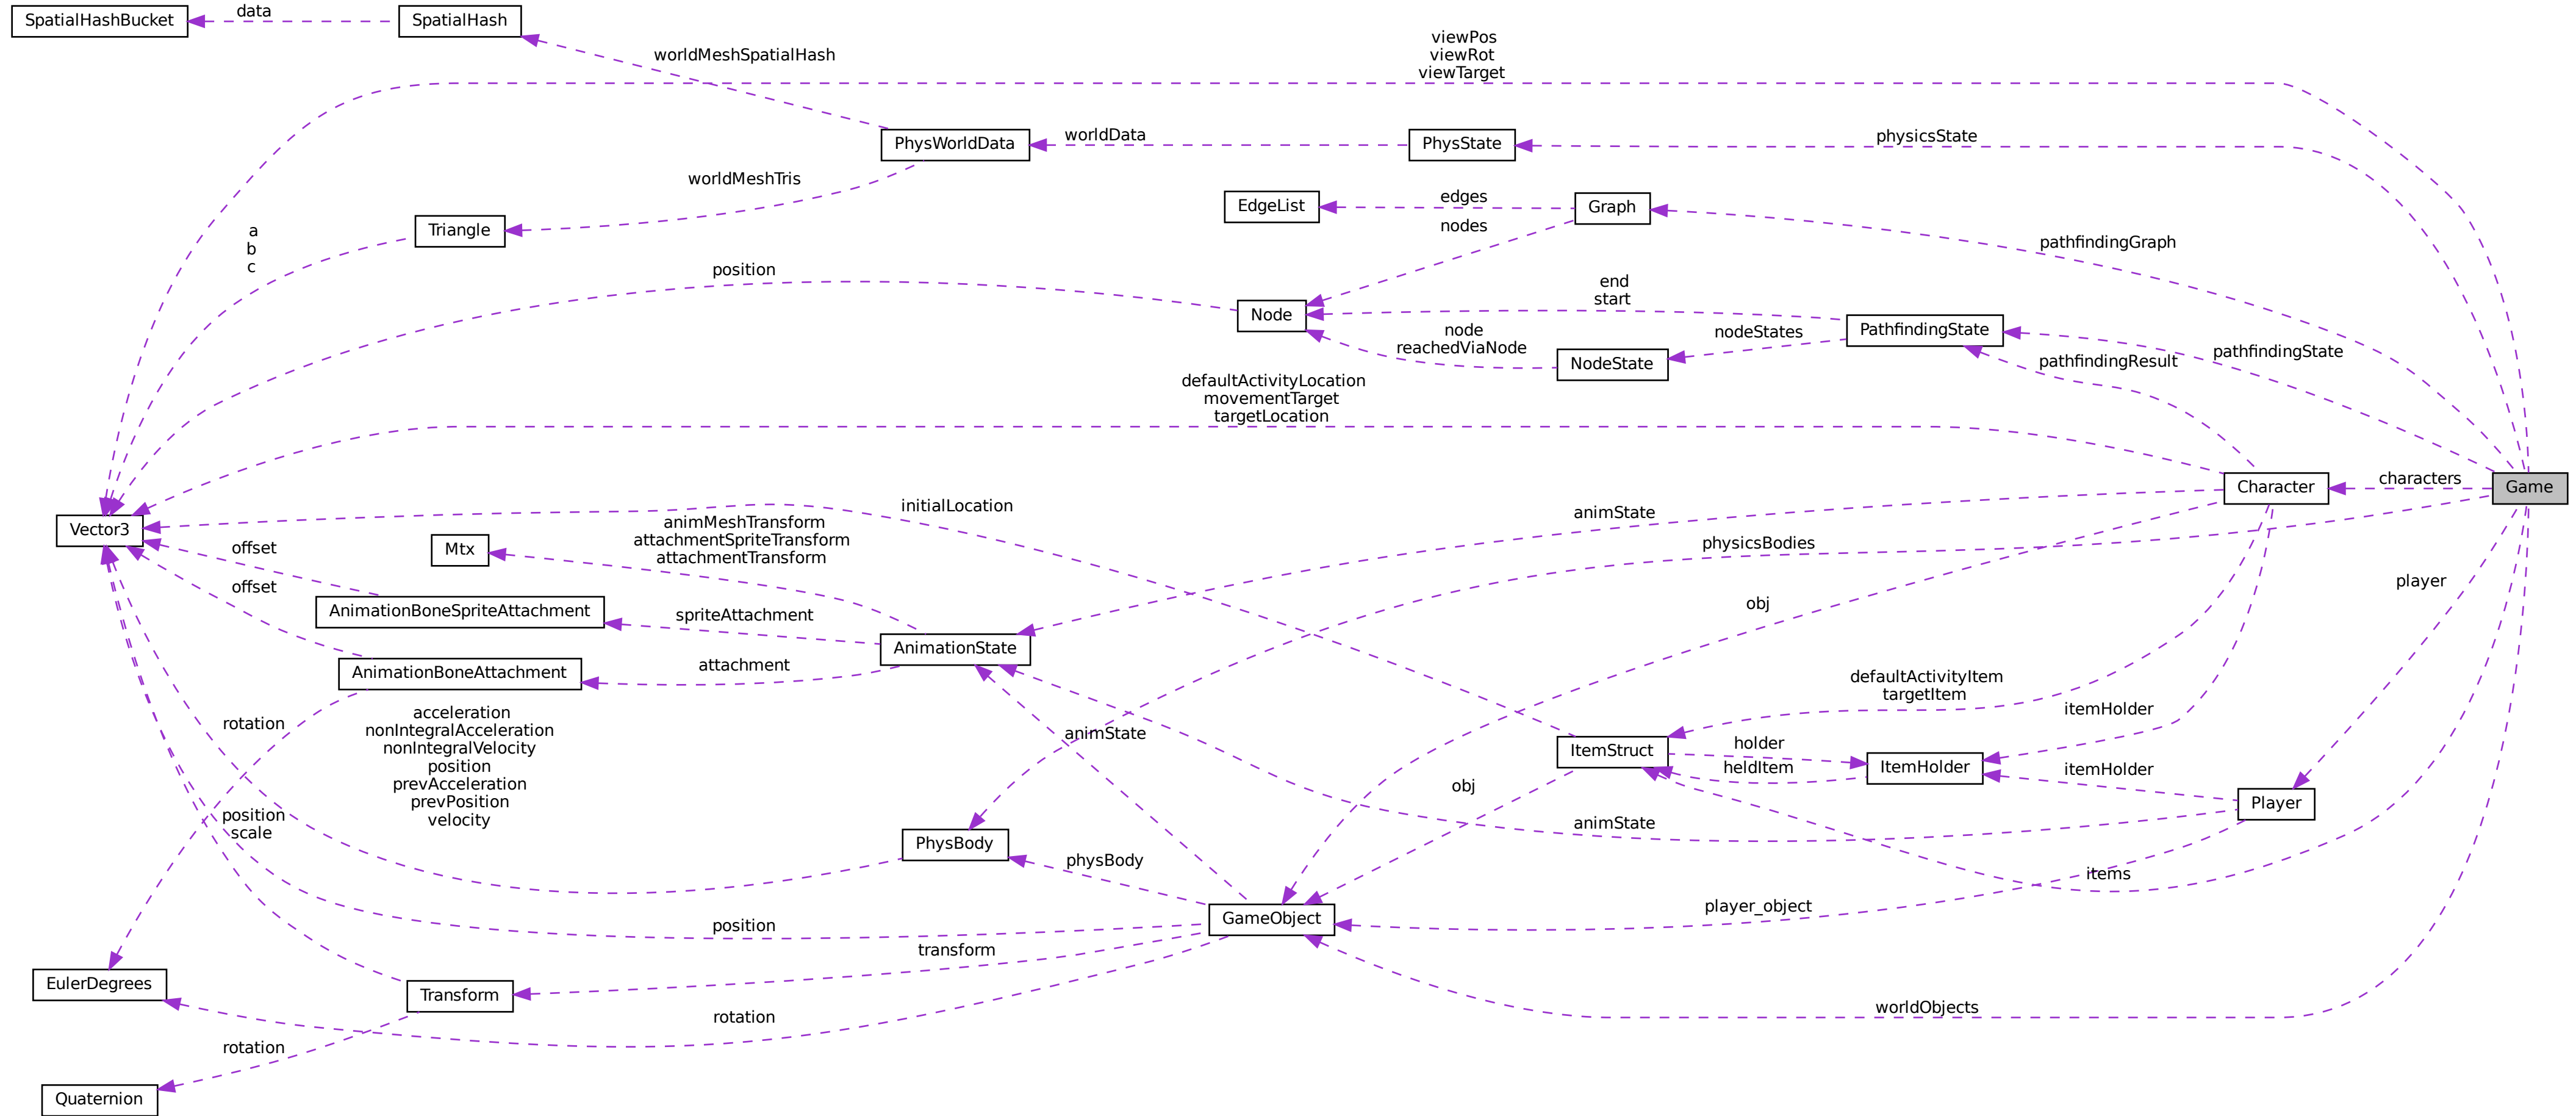 SpatialHashBucket
data
SpatialHash
worldMeshSpatialHash
viewPos
viewRot
viewTarget
PhysWorldData
worldData
PhysState
physicsState
worldMeshTris
EdgeList
edges
Graph
nodes
Triangle
a
b
c
pathfindingGraph
position
end
start
Node
node
reachedViaNode
nodeStates
PathfindingState
NodeState
pathfindingState
pathfindingResult
defaultActivityLocation
movementTarget
targetLocation
Character
characters
Game
Vector3
initialLocation
animMeshTransform
attachmentSpriteTransform
attachmentTransform
Mtx
animState
physicsBodies
offset
offset
AnimationBoneSpriteAttachment
spriteAttachment
AnimationState
player
obj
AnimationBoneAttachment
attachment
defaultActivityItem
targetItem
itemHolder
rotation
acceleration
nonIntegralAcceleration
nonIntegralVelocity
position
prevAcceleration
prevPosition
velocity
animState
ItemStruct
holder
heldItem
ItemHolder
itemHolder
obj
Player
position
scale
animState
PhysBody
physBody
items
player_object
GameObject
position
transform
EulerDegrees
Transform
worldObjects
rotation
rotation
Quaternion